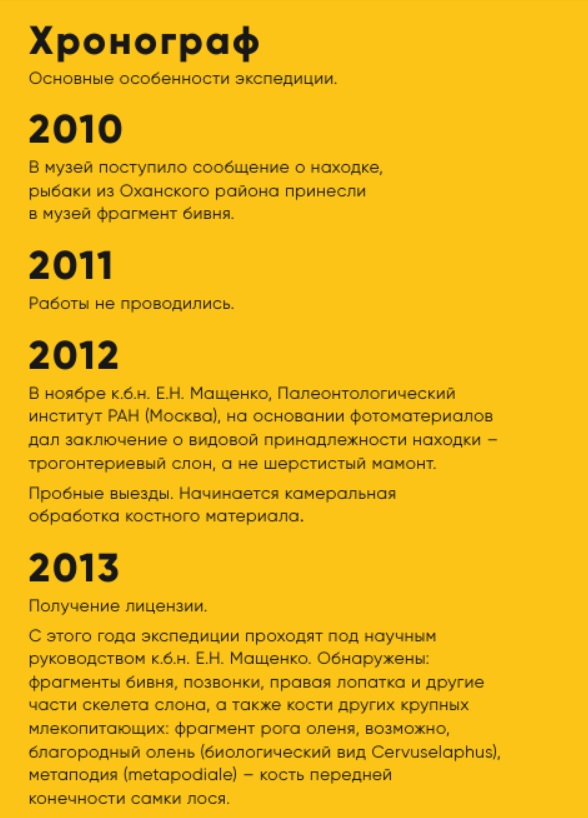 Хронограф
Основные особенности экспедиции.
2010
В музей поступило сообщение о находке,
рыбаки из Оханского района принесли
в музей фрагмент бивня.
2011
Работы не проводились.
2012
В ноябре к.б.н. Е.Н. Мащенко, Палеонтологический
институт РАН (Москва), на основании фотоматериалов
дал заключение о видовой принадлежности находки –
трогонтериевый слон, а не шерстистый мамонт.
Пробные выезды. Начинается камеральная
обработка костного материала.
2013
Получение лицензии.
С этого года экспедиции проходят под научным
руководством к.б.н. Е.Н. Мащенко. Обнаружены:
фрагменты бивня, позвонки, правая лопатка и другие
части скелета слона, а также кости других крупных
млекопитающих: фрагмент рога оленя, возможно,
благородный олень (биологический вид Cervuselaphus),
метаподия (metapodiale) – кость передней
конечности самки лося.